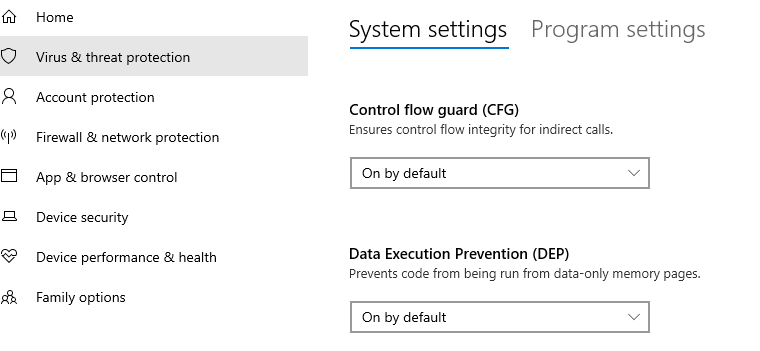 Home
Virus & threat protection
Account protection
Firewall & network protection
App & browser control
Device security
Device performance & health
Family options
System settings Program settings
Control flow guard (CFG)
Ensures control flow integrity for indirect calls.
On by default
Data Execution Prevention (DEP)
Prevents code from being run from data-only memory pages.
On by default